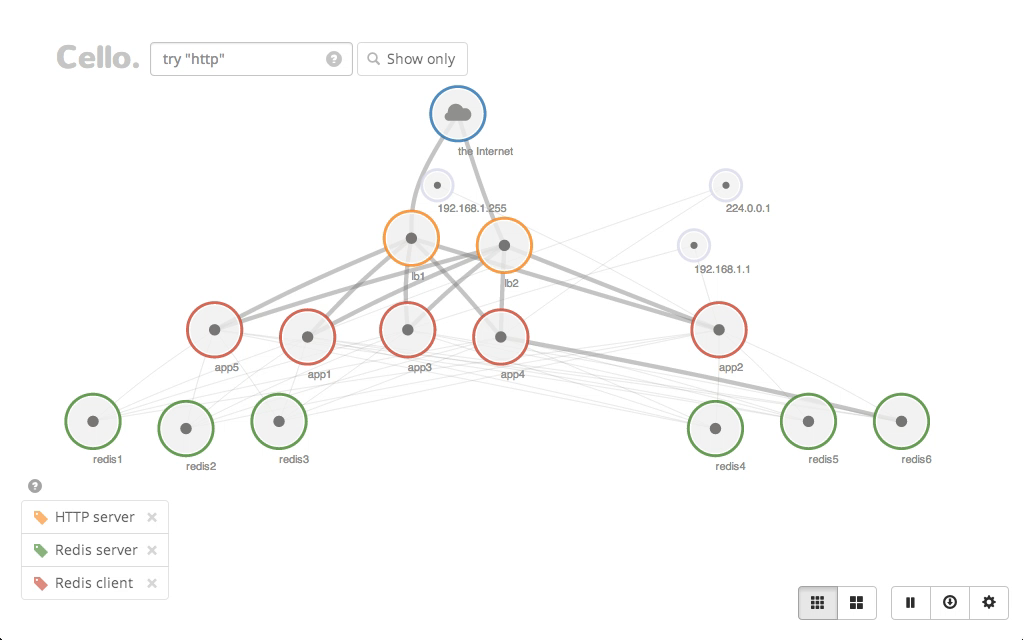 Cello.
try "http"
Show only
the Internet
192.168.1.255
224.0.0.1
lb1
lb2
192.168.1.1
app5
app1
app3
app4
app2
redis1
redis2
redis3
redis4
redis5
redis6
HTTP server
Redis server
Redis client